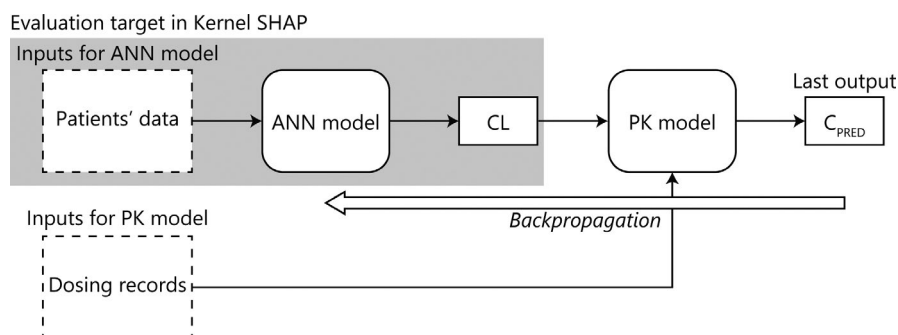 Evaluation target in Kernel SHAP
Inputs for ANN model
Patients’ data
ANN model
CL
PK model
Last output
C_PRED
Backpropagation
Inputs for PK model
Dosing records